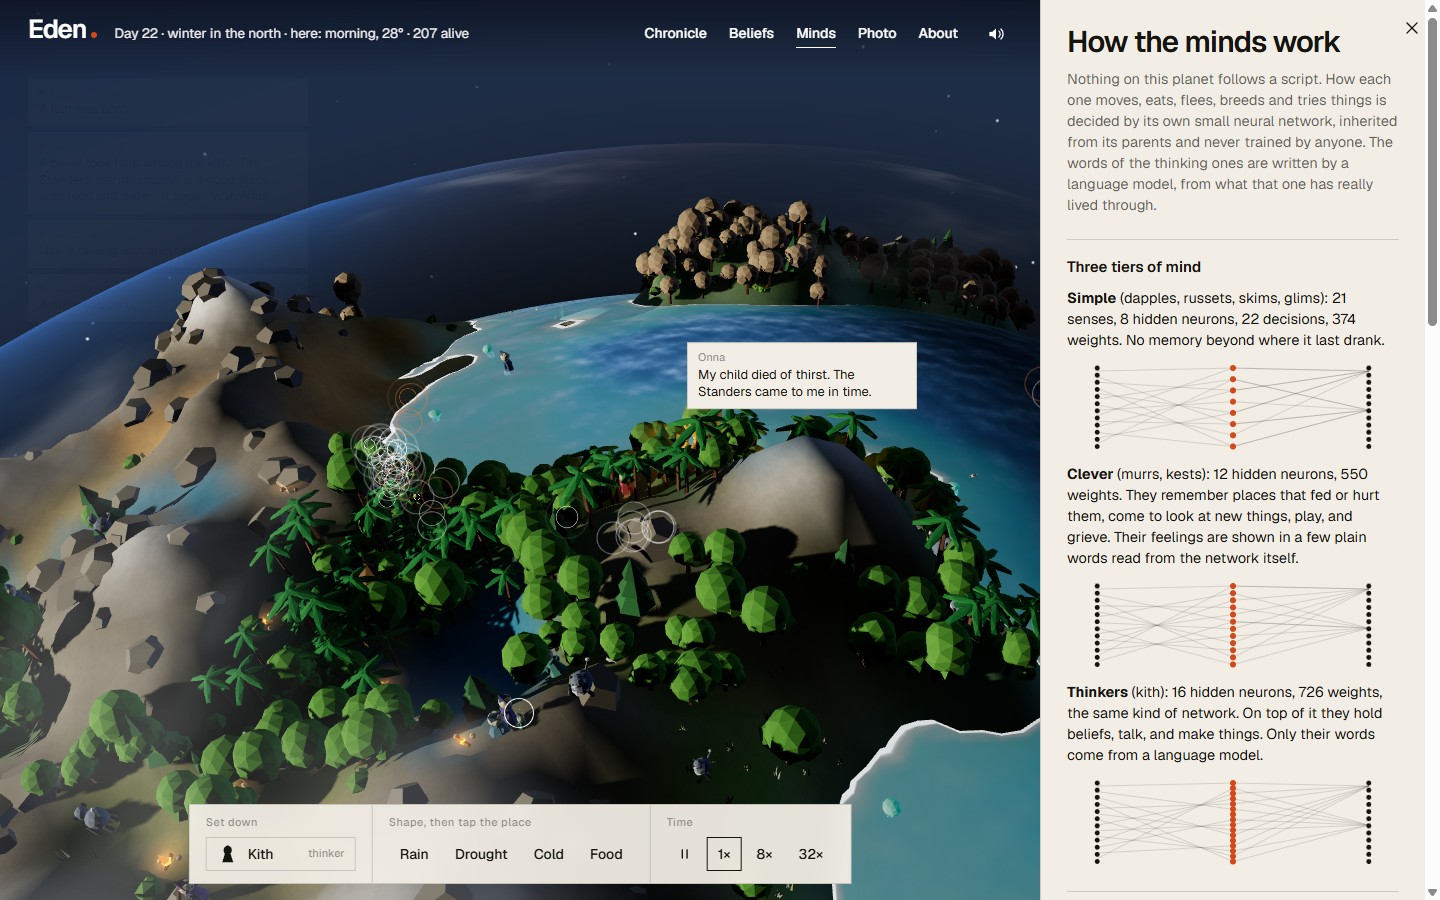 Eden.
Day 22 · winter in the north · here: morning, 28° · 207 alive
Chronicle Beliefs Minds Photo About
Onna
My child died of thirst. The
Standers came to me in time.
Set down
Kith thinker
Shape, then tap the place
Rain Drought Cold Food
Time
1× 8× 32×
How the minds work
Nothing on this planet follows a script. How each
one moves, eats, flees, breeds and tries things is
decided by its own small neural network, inherited
from its parents and never trained by anyone. The
words of the thinking ones are written by a
language model, from what that one has really
lived through.
Three tiers of mind
Simple (dapples, russets, skims, glims): 21
senses, 8 hidden neurons, 22 decisions, 374
weights. No memory beyond where it last drank.
Clever (murrs, kests): 12 hidden neurons, 550
weights. They remember places that fed or hurt
them, come to look at new things, play, and
grieve. Their feelings are shown in a few plain
words read from the network itself.
Thinkers (kith): 16 hidden neurons, 726 weights,
the same kind of network. On top of it they hold
beliefs, talk, and make things. Only their words
come from a language model.